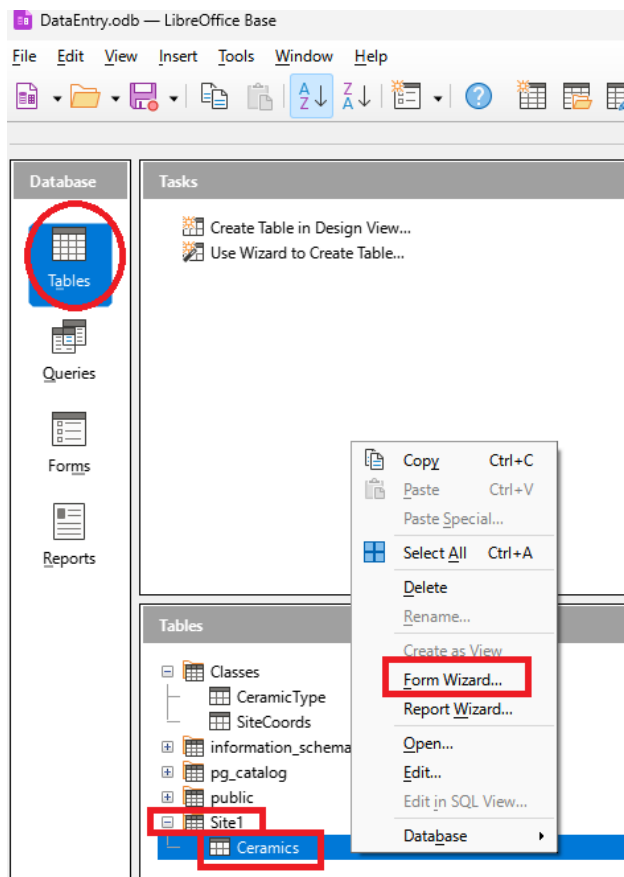 DataEntry.odb — LibreOffice Base
File Edit View Insert Tools Window Help
A
Z
Z
A
?
Database
Tables
Queries
Forms
Reports
Tasks
Create Table in Design View...
Use Wizard to Create Table...
Copy Ctrl+C
Paste Ctrl+V
Paste Special...
Select All Ctrl+A
Delete
Rename...
Create as View
Form Wizard...
Report Wizard...
Open...
Edit...
Edit in SQL View...
Database
Tables
Classes
CeramicType
SiteCoords
information_schema
pg_catalog
public
Site1
Ceramics